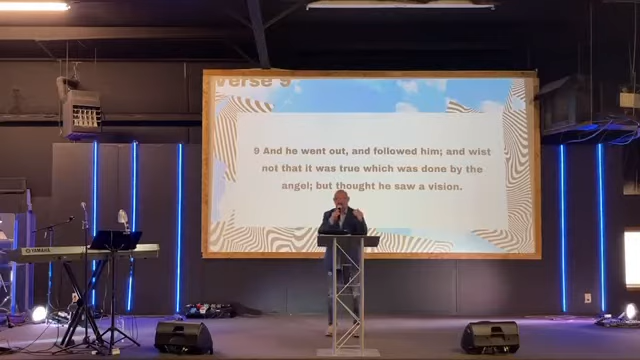 Verse 9
9 And he went out, and followed him; and wist
not that it was true which was done by the
angel; but thought he saw a vision.
YAMAHA